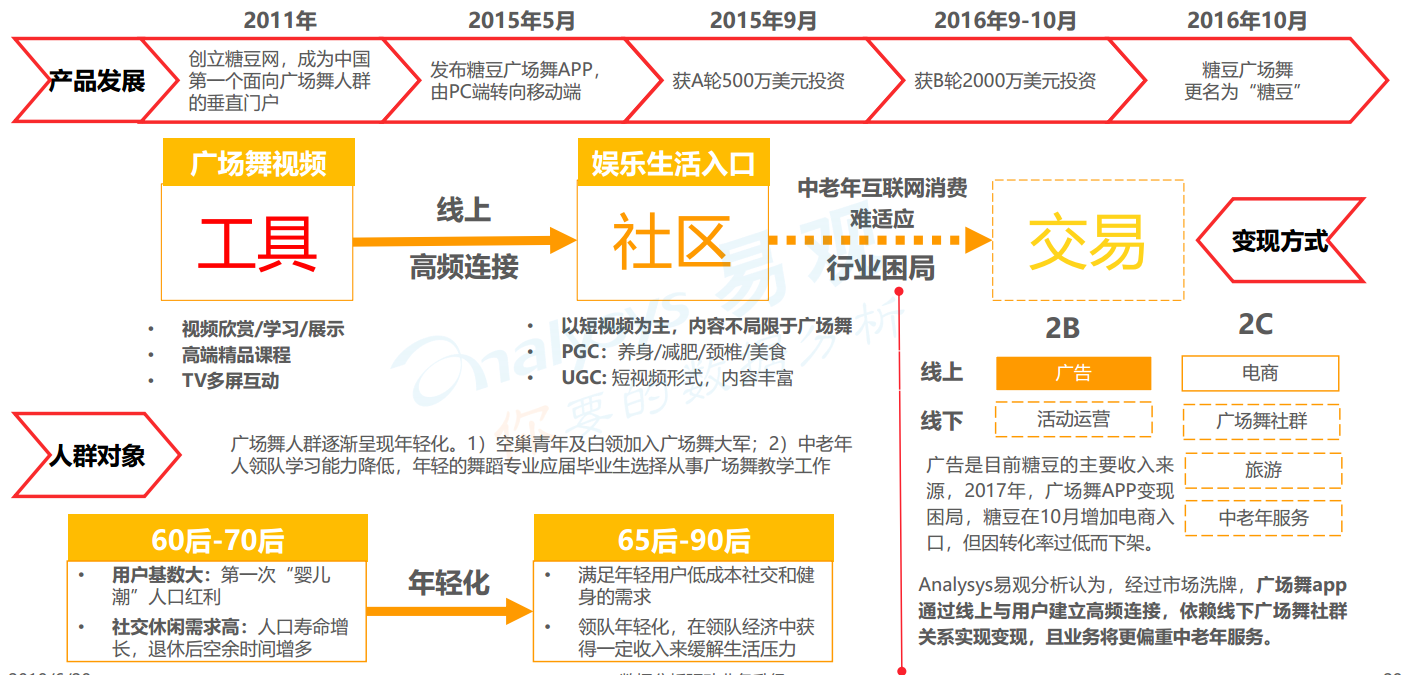 2011年
2015年5月
2015年9月
2016年9-10月
2016年10月
产品发展
创立糖豆网，成为中国
第一个面向广场舞人群
的垂直门户
发布糖豆广场舞APP，
由PC端转向移动端
获A轮500万美元投资
获B轮2000万美元投资
糖豆广场舞
更名为“糖豆”
广场舞视频
工具
线上
高频连接
娱乐生活入口
社区
中老年互联网消费
难适应
行业困局
交易
变现方式
• 视频欣赏/学习/展示
• 高端精品课程
• TV多屏互动
• 以短视频为主，内容不局限于广场舞
• PGC：养身/减肥/颈椎/美食
• UGC: 短视频形式，内容丰富
2B
2C
线上
广告
电商
线下
活动运营
广场舞社群
旅游
中老年服务
人群对象
广场舞人群逐渐呈现年轻化。1）空巢青年及白领加入广场舞大军；2）中老年
人领队学习能力降低，年轻的舞蹈专业应届毕业生选择从事广场舞教学工作
广告是目前糖豆的主要收入来
源，2017年，广场舞APP变现
困局，糖豆在10月增加电商入
口，但因转化率过低而下架。
60后-70后
• 用户基数大：第一次“婴儿
潮”人口红利
• 社交休闲需求高：人口寿命增
长，退休后空余时间增多
年轻化
65后-90后
• 满足年轻用户低成本社交和健
身的需求
• 领队年轻化，在领队经济中获
得一定收入来缓解生活压力
Analysys易观分析认为，经过市场洗牌，广场舞app
通过线上与用户建立高频连接，依赖线下广场舞社群
关系实现变现，且业务将更偏重中老年服务。
analysys易观
你要的数据分析